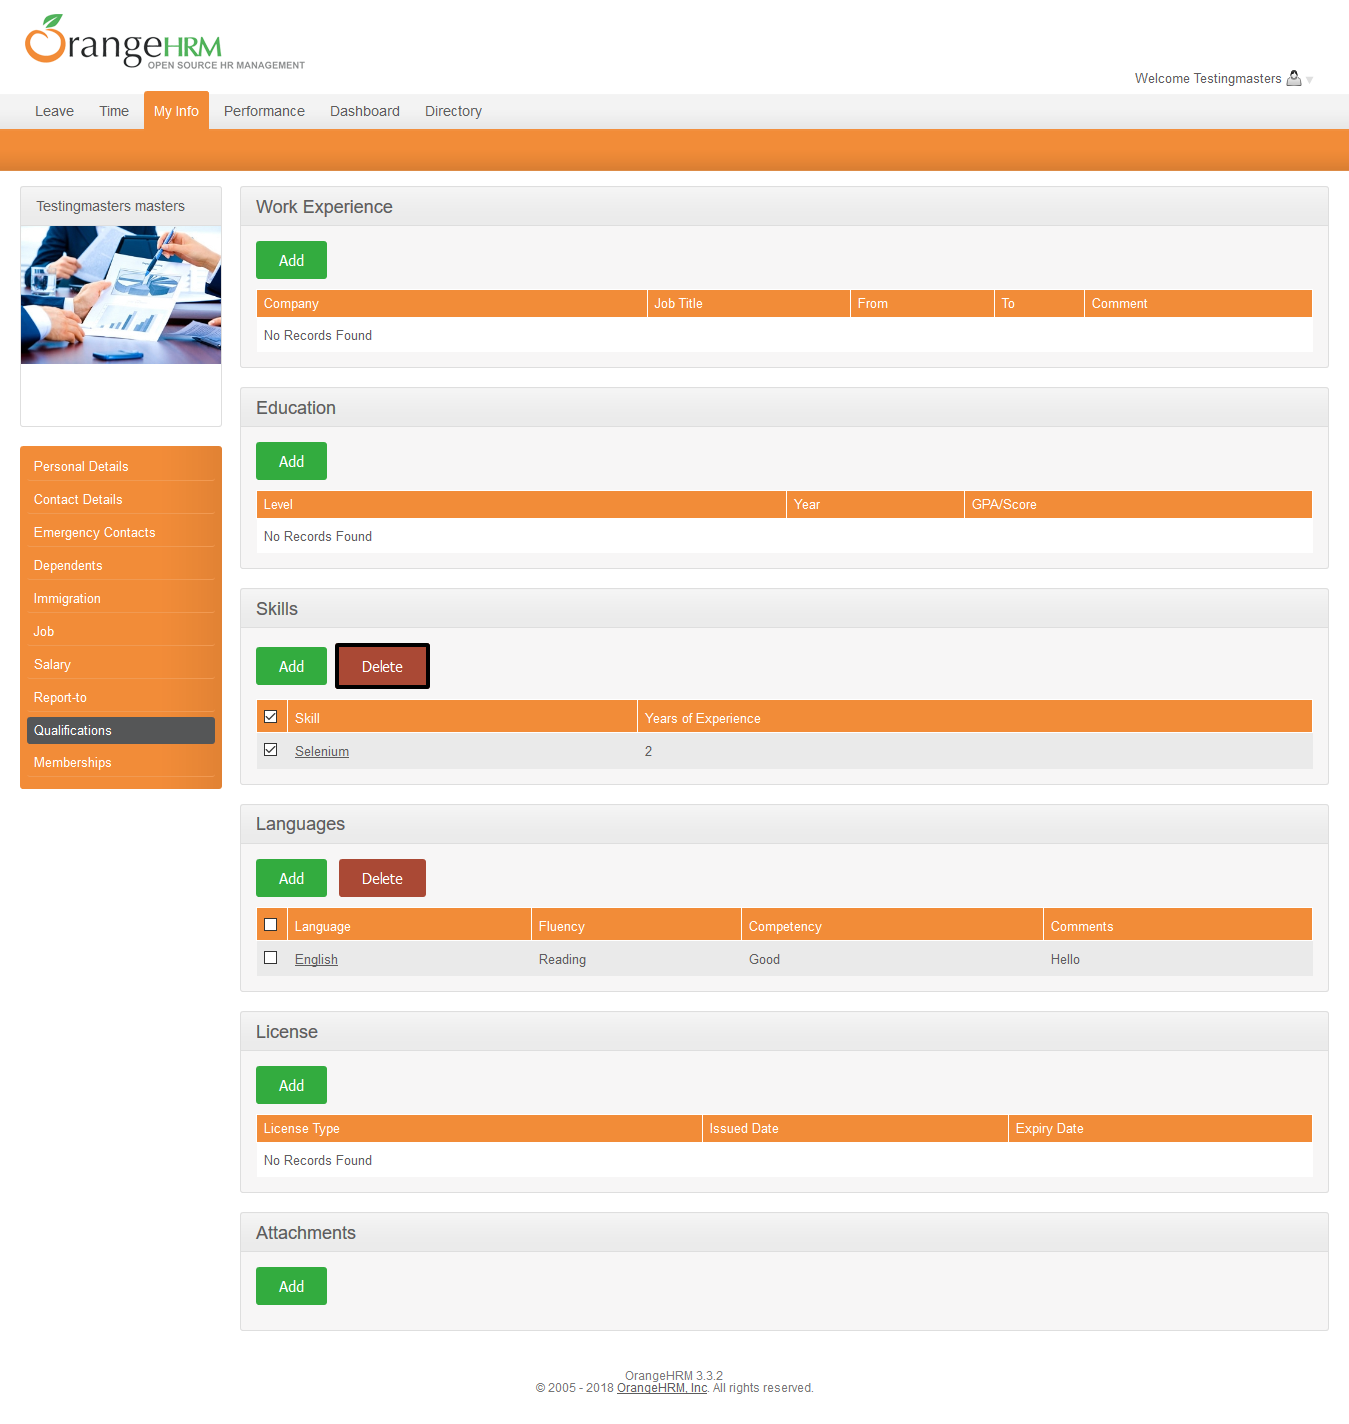 OrangeHRM
OPEN SOURCE HR MANAGEMENT
Welcome Testingmasters
Leave Time My Info Performance Dashboard Directory
Testingmasters masters
Personal Details
Contact Details
Emergency Contacts
Dependents
Immigration
Job
Salary
Report-to
Qualifications
Memberships
Work Experience
Add
Company Job Title From To Comment
No Records Found
Education
Add
Level Year GPA/Score
No Records Found
Skills
Add Delete
Skill Years of Experience
Selenium 2
Languages
Add Delete
Language Fluency Competency Comments
English Reading Good Hello
License
Add
License Type Issued Date Expiry Date
No Records Found
Attachments
Add
OrangeHRM 3.3.2
© 2005 - 2018 OrangeHRM, Inc. All rights reserved.